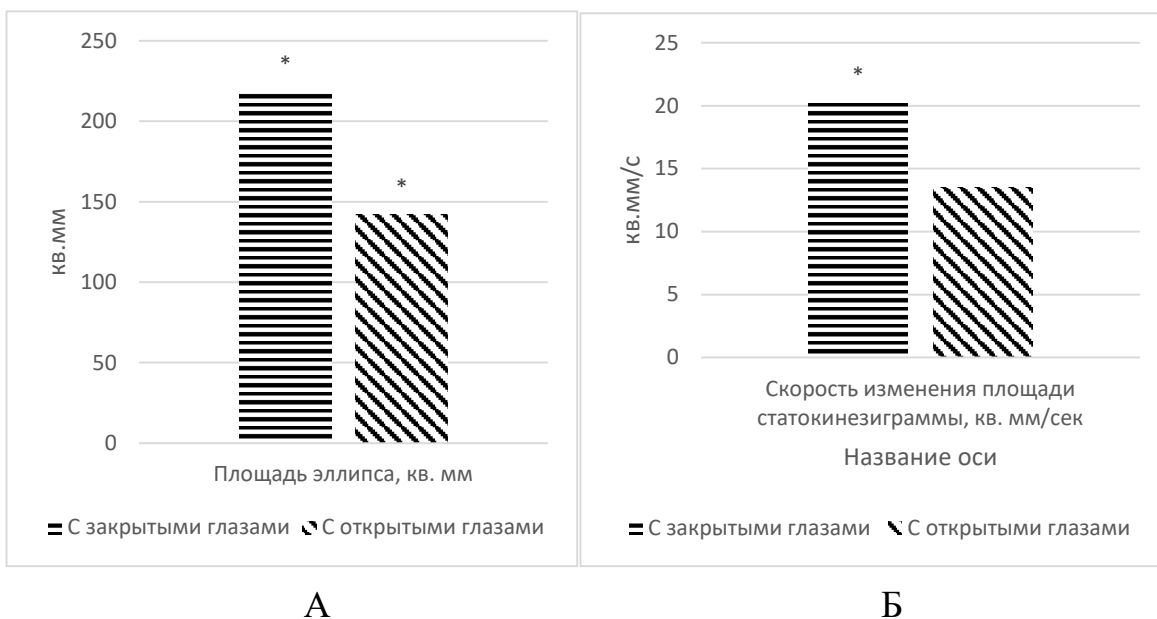 250
200
150
100
50
0
кв.мм
*
*
Площадь эллипса, кв. мм
С закрытыми глазами С открытыми глазами
А
25
20
15
10
5
0
кв.мм/с
*
Скорость изменения площади
статокинезиграммы, кв. мм/сек
Название оси
С закрытыми глазами С открытыми глазами
Б